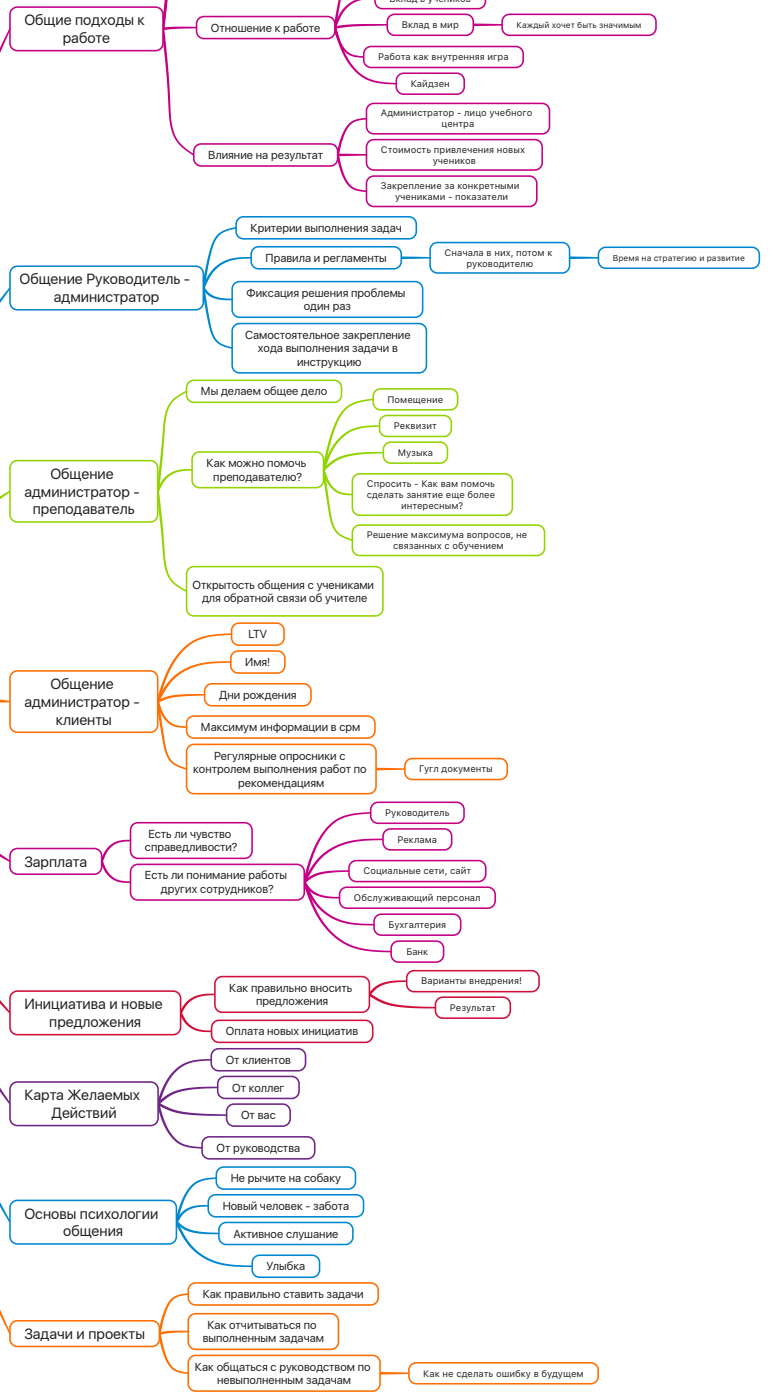 Вклад в учеников
Общие подходы к
работе
Отношение к работе
Вклад в мир
Каждый хочет быть значимым
Работа как внутренняя игра
Кайдзен
Влияние на результат
Администратор - лицо учебного
центра
Стоимость привлечения новых
учеников
Закрепление за конкретными
учениками - показатели
Общение Руководитель -
администратор
Критерии выполнения задач
Правила и регламенты
Сначала в них, потом к
руководителю
Время на стратегию и развитие
Фиксация решения проблемы
один раз
Самостоятельное закрепление
хода выполнения задачи в
инструкцию
Общение
администратор -
преподаватель
Мы делаем общее дело
Как можно помочь
преподавателю?
Помещение
Реквизит
Музыка
Спросить - Как вам помочь
сделать занятие еще более
интересным?
Решение максимума вопросов, не
связанных с обучением
Открытость общения с учениками
для обратной связи об учителе
Общение
администратор -
клиенты
LTV
Имя!
Дни рождения
Максимум информации в срм
Регулярные опросники с
контролем выполнения работ по
рекомендациям
Гугл документы
Зарплата
Есть ли чувство
справедливости?
Есть ли понимание работы
других сотрудников?
Руководитель
Реклама
Социальные сети, сайт
Обслуживающий персонал
Бухгалтерия
Банк
Инициатива и новые
предложения
Как правильно вносить
предложения
Варианты внедрения!
Результат
Оплата новых инициатив
Карта Желаемых
Действий
От клиентов
От коллег
От вас
От руководства
Основы психологии
общения
Не рычите на собаку
Новый человек - забота
Активное слушание
Улыбка
Задачи и проекты
Как правильно ставить задачи
Как отчитываться по
выполненным задачам
Как общаться с руководством по
невыполненным задачам
Как не сделать ошибку в будущем